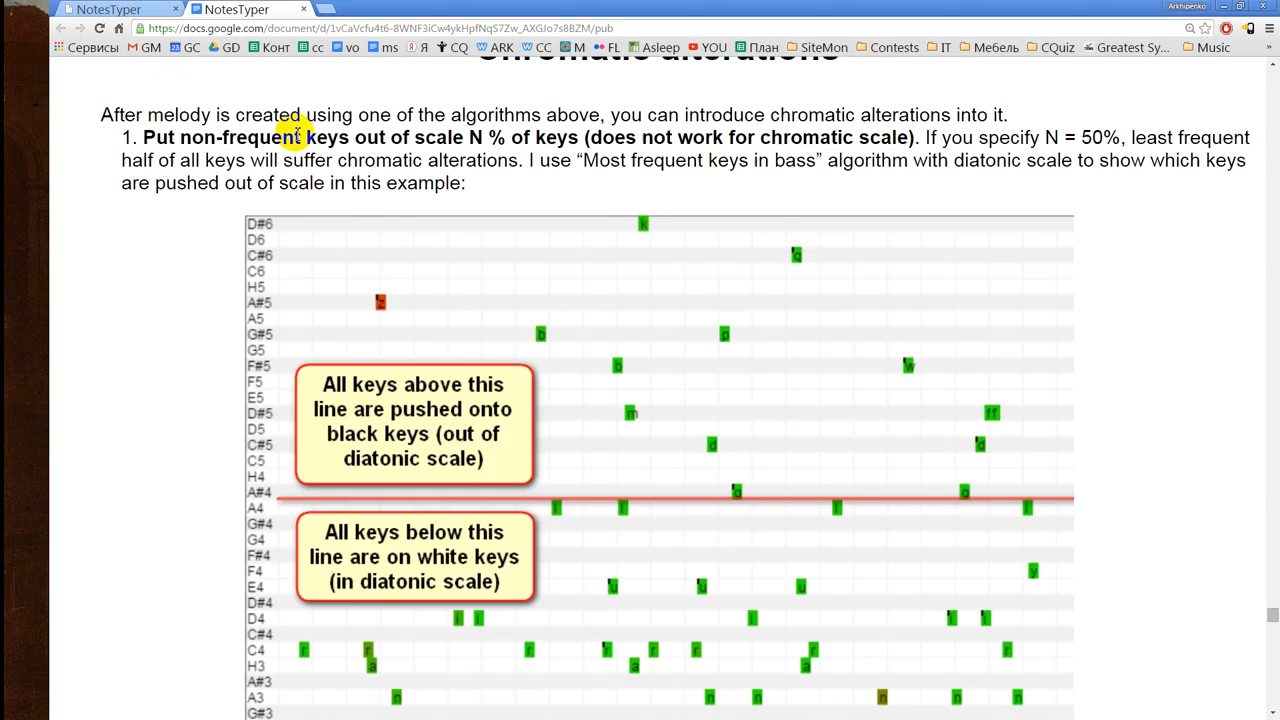 NotesTyper × NotesTyper × Arkhipenko
https://docs.google.com/document/d/1vCaVcfu4t6-8WNF3iCw4ykHpfNqS7Zw_AXGJo7s8BZM/pub
Сервисы GM GC GD Конт cc vo ms Я CQ ARK CC M FL Asleep YOU План SiteMon Contests IT Мебель CQuiz Greatest Sy... » Music
Chromatic alterations
After melody is created using one of the algorithms above, you can introduce chromatic alterations into it.
1. Put non-frequent keys out of scale N % of keys (does not work for chromatic scale). If you specify N = 50%, least frequent
half of all keys will suffer chromatic alterations. I use “Most frequent keys in bass” algorithm with diatonic scale to show which keys
are pushed out of scale in this example:
D#6 k
D6
C#6 q
C6
H5
A#5 z
A5
G#5 b p
G5
F#5 b w
F5
E5
D#5 m ff
D5
C#5 d d
C5
H4
A#4
A4 l l l l
G#4
G4
F#4
F4 y
E4 u u u
D#4
D4 i i i i i
C#4
C4 r r r r r r r r
H3 a a a
A#3
A3 n n n n n n
G#3
All keys above this
line are pushed onto
black keys (out of
diatonic scale)
All keys below this
line are on white keys
(in diatonic scale)